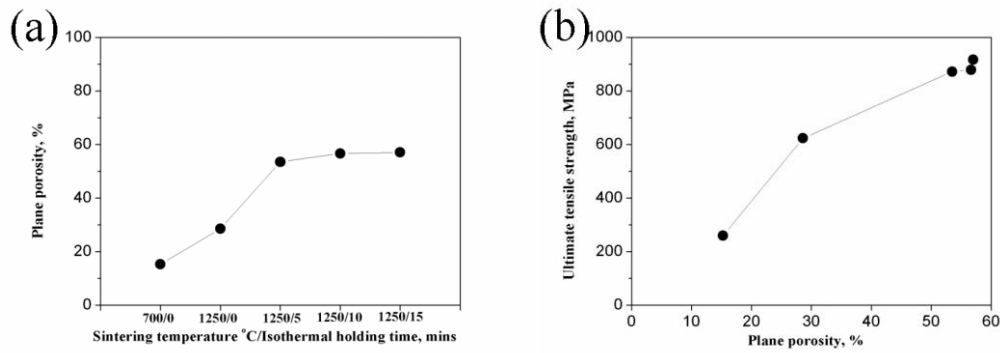 (a)
100
80
60
40
20
0
Plane porosity, %
700/0 1250/0 1250/5 1250/10 1250/15
Sintering temperature °C/Isothermal holding time, mins
(b)
1000
800
600
400
200
0
Ultimate tensile strength, MPa
0 10 20 30 40 50 60
Plane porosity, %